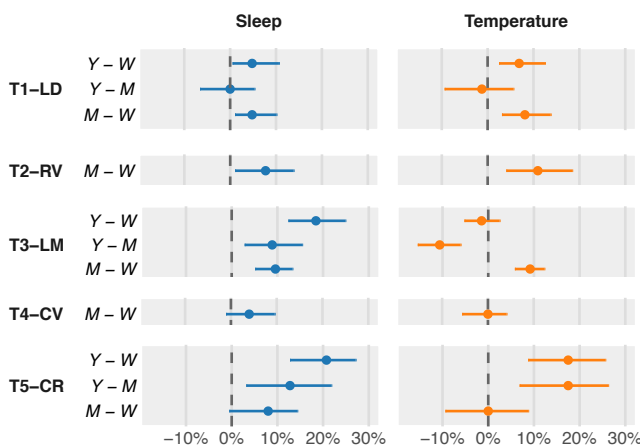 Sleep Temperature
Y – W
T1–LD Y – M
M – W
T2–RV M – W
Y – W
T3–LM Y – M
M – W
T4–CV M – W
Y – W
T5–CR Y – M
M – W
−10% 0% 10% 20% 30% −10% 0% 10% 20% 30%